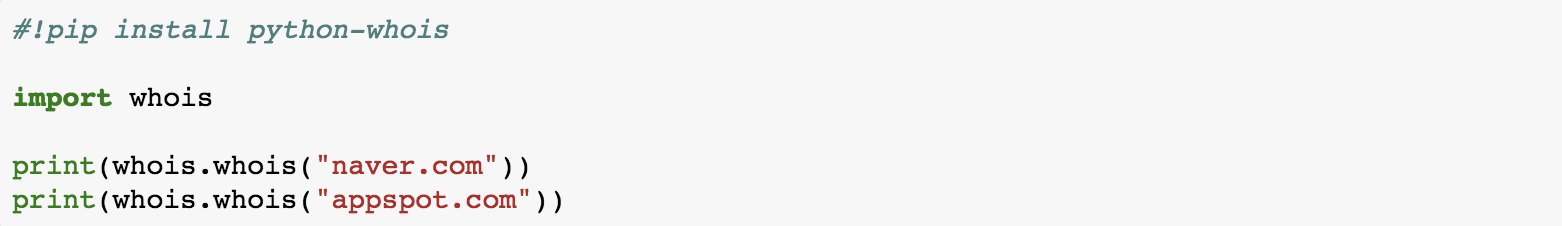 #!pip install python-whois
import whois
print(whois.whois("naver.com"))
print(whois.whois("appspot.com"))